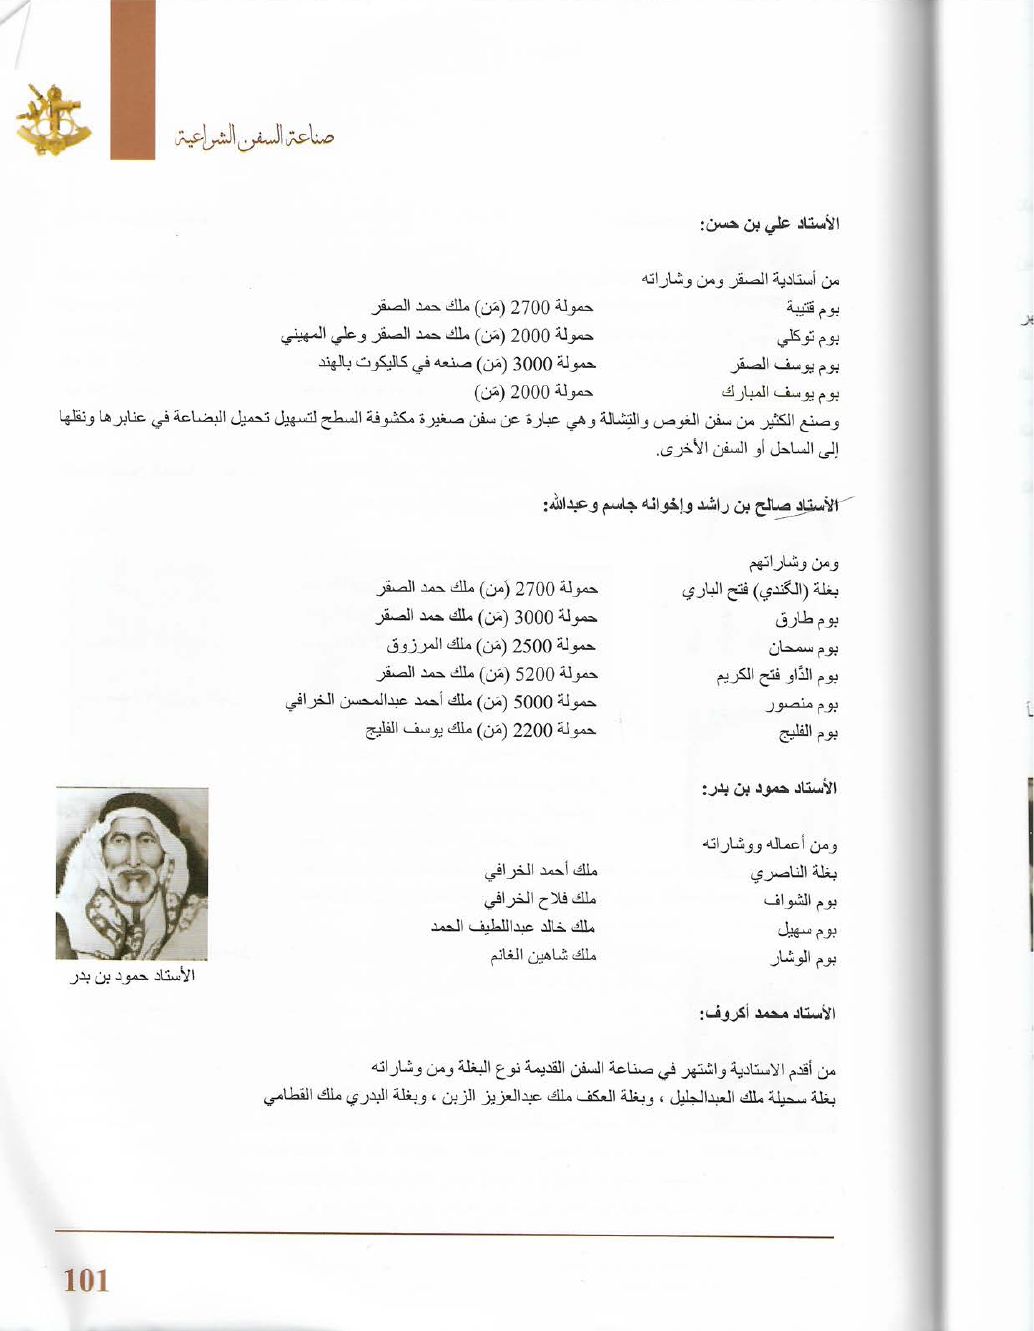 صناعة السفن الشراعية
الأستاد علي بن حسن:
من أستادية الصقر ومن وشاراته
بوم قتيبة حمولة 2700 (مَن) ملك حمد الصقر
بوم توكلي حمولة 2000 (مَن) ملك حمد الصقر وعلي المهيني
بوم يوسف الصقر حمولة 3000 (مَن) صنعه في كاليكوت بالهند
بوم يوسف المبارك حمولة 2000 (مَن)
وصنع الكثير من سفن الغوص والتِشالة وهي عبارة عن سفن صغيرة مكشوفة السطح لتسهيل تحميل البضاعة في عنابرها ونقلها
إلى الساحل أو السفن الأخرى.
الأستاد صالح بن راشد وإخوانه جاسم وعبدالله:
ومن وشاراتهم
بغلة (الگندي) فتح الباري حمولة 2700 (من) ملك حمد الصقر
بوم طارق حمولة 3000 (مَن) ملك حمد الصقر
بوم سمحان حمولة 2500 (مَن) ملك المرزوق
بوم الدَّاو فتح الكريم حمولة 5200 (مَن) ملك حمد الصقر
بوم منصور حمولة 5000 (مَن) ملك أحمد عبدالمحسن الخرافي
بوم الفليج حمولة 2200 (مَن) ملك يوسف الفليج
الأستاد حمود بن بدر:
ومن أعماله ووشاراته
بغلة الناصري ملك أحمد الخرافي
بوم الشواف ملك فلاح الخرافي
بوم سهيل ملك خالد عبداللطيف الحمد
بوم الوشار ملك شاهين الغانم
الأستاد حمود بن بدر
الأستاد محمد أكروف:
من أقدم الاستادية واشتهر في صناعة السفن القديمة نوع البغلة ومن وشاراته
بغلة سحيلة ملك العبدالجليل ، وبغلة العكف ملك عبدالعزيز الزبن ، وبغلة البدري ملك القطامي
101